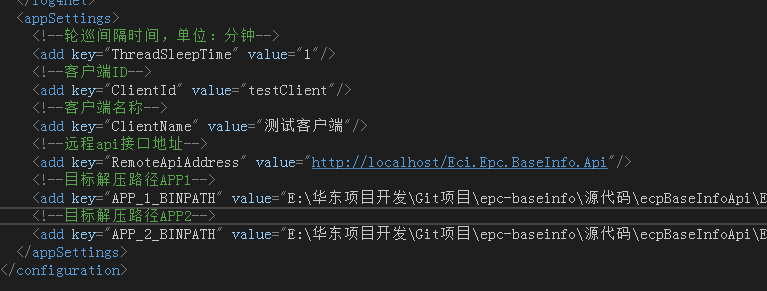 </log4net>
<appSettings>
<!--轮巡间隔时间，单位：分钟-->
<add key="ThreadSleepTime" value="1"/>
<!--客户端ID-->
<add key="ClientId" value="testClient"/>
<!--客户端名称-->
<add key="ClientName" value="测试客户端"/>
<!--远程api接口地址-->
<add key="RemoteApiAddress" value="http://localhost/Eci.Epc.BaseInfo.Api"/>
<!--目标解压路径APP1-->
<add key="APP_1_BINPATH" value="E:\华东项目开发\Git项目\epc-baseinfo\源代码\ecpBaseInfoApi\E
<!--目标解压路径APP2-->
<add key="APP_2_BINPATH" value="E:\华东项目开发\Git项目\epc-baseinfo\源代码\ecpBaseInfoApi\E
</appSettings>
</configuration>